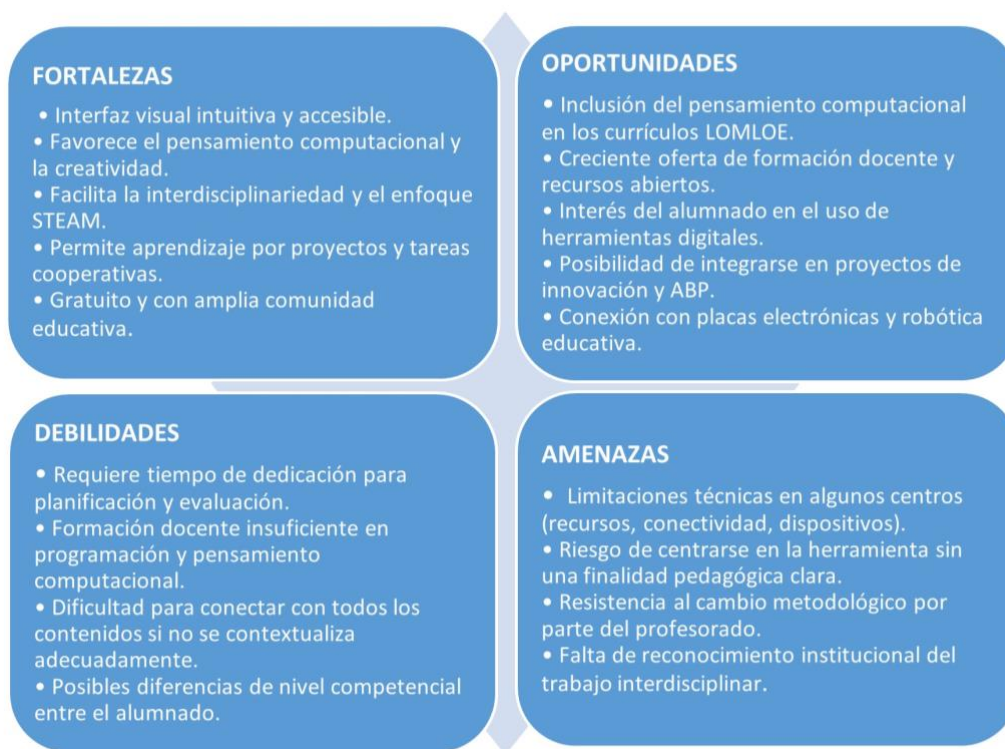 FORTALEZAS
• Interfaz visual intuitiva y accesible.
• Favorece el pensamiento computacional y
la creatividad.
• Facilita la interdisciplinariedad y el enfoque
STEAM.
• Permite aprendizaje por proyectos y tareas
cooperativas.
• Gratuito y con amplia comunidad
educativa.
OPORTUNIDADES
• Inclusión del pensamiento computacional
en los currículos LOMLOE.
• Creciente oferta de formación docente y
recursos abiertos.
• Interés del alumnado en el uso de
herramientas digitales.
• Posibilidad de integrarse en proyectos de
innovación y ABP.
• Conexión con placas electrónicas y robótica
educativa.
DEBILIDADES
• Requiere tiempo de dedicación para
planificación y evaluación.
• Formación docente insuficiente en
programación y pensamiento
computacional.
• Dificultad para conectar con todos los
contenidos si no se contextualiza
adecuadamente.
• Posibles diferencias de nivel competencial
entre el alumnado.
AMENAZAS
• Limitaciones técnicas en algunos centros
(recursos, conectividad, dispositivos).
• Riesgo de centrarse en la herramienta sin
una finalidad pedagógica clara.
• Resistencia al cambio metodológico por
parte del profesorado.
• Falta de reconocimiento institucional del
trabajo interdisciplinar.